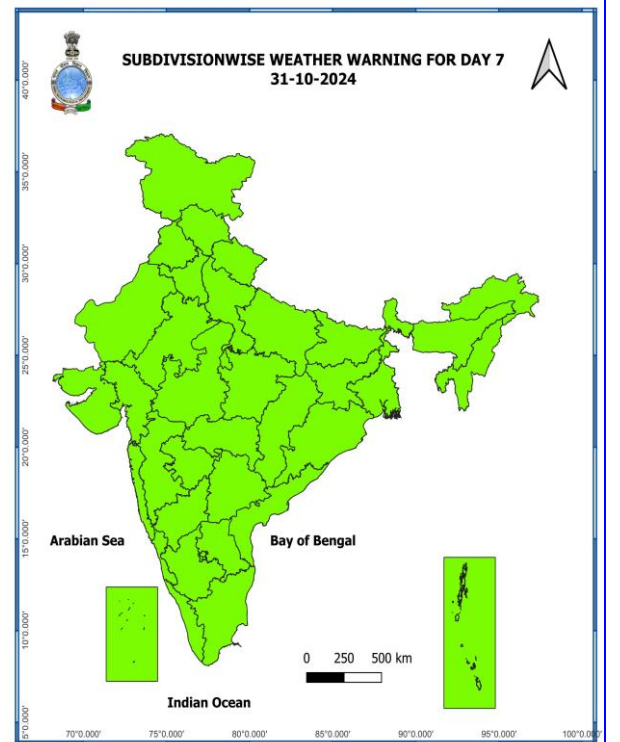 SUBDIVISIONWISE WEATHER WARNING FOR DAY 7
31-10-2024
40°0.000'
35°0.000'
30°0.000'
25°0.000'
20°0.000'
15°0.000'
10°0.000'
5°0.000'
Arabian Sea
Bay of Bengal
0 250 500 km
Indian Ocean
70°0.000' 75°0.000' 80°0.000' 85°0.000' 90°0.000' 95°0.000' 100°0.000'